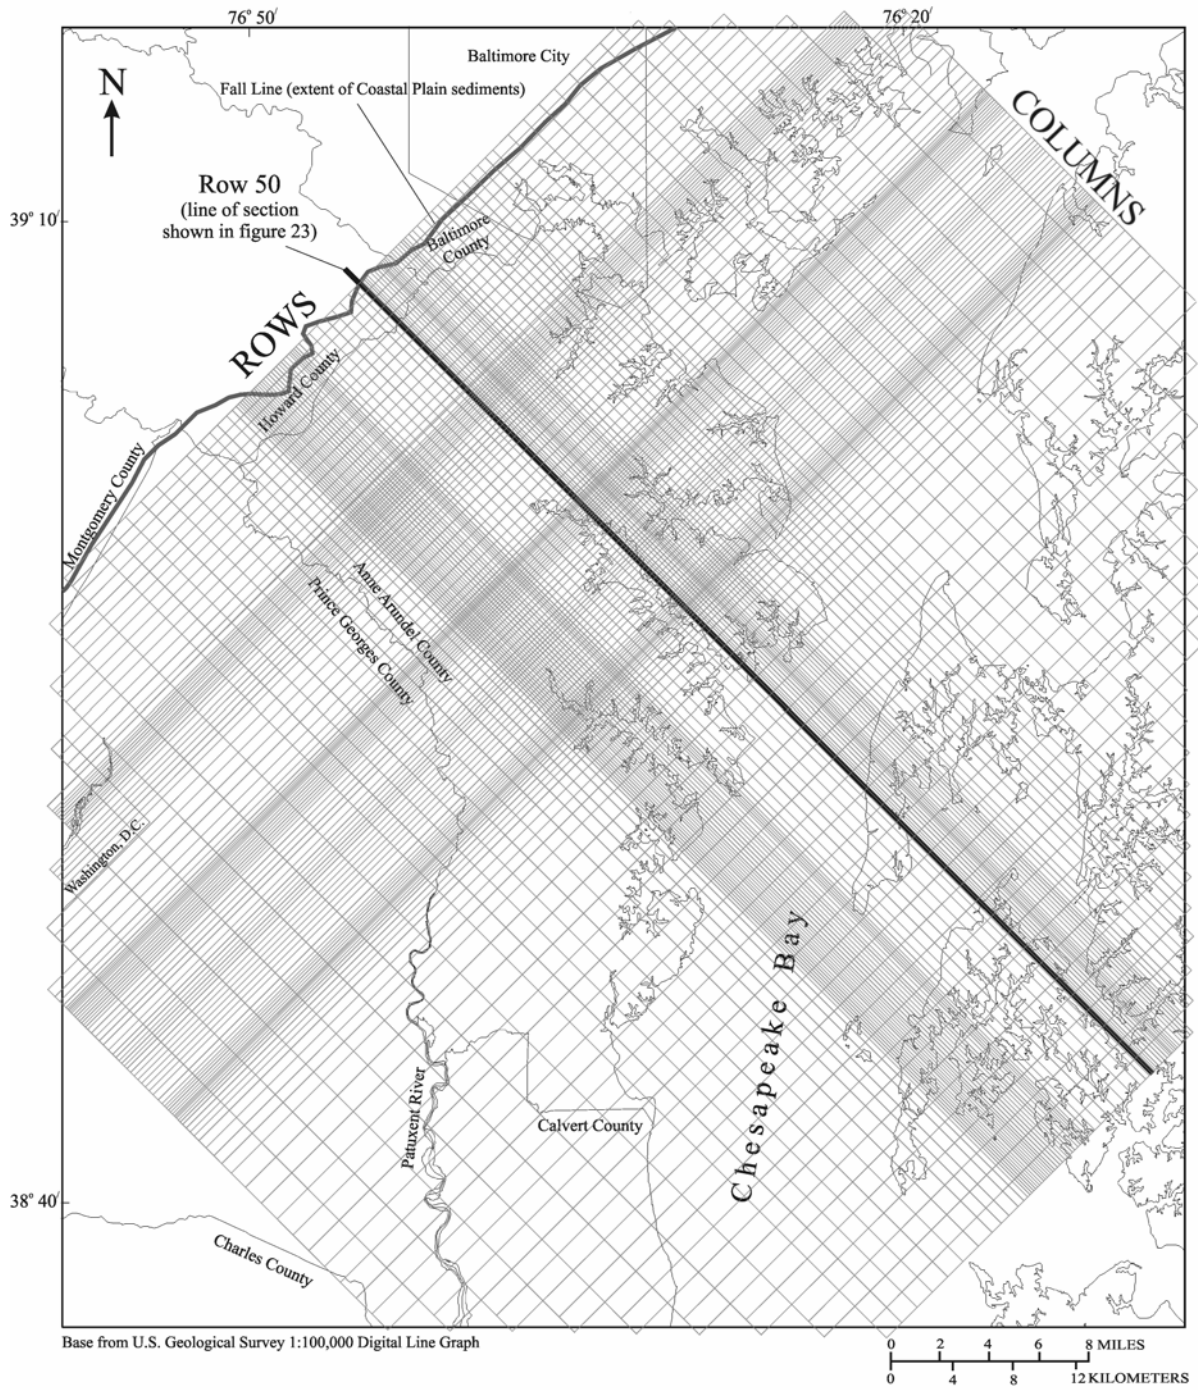 76° 50′
76° 20′
Baltimore City
N
Fall Line (extent of Coastal Plain sediments)
COLUMNS
Row 50
(line of section
shown in figure 23)
39° 10′
Baltimore
County
ROWS
Howard County
Montgomery County
Anne Arundel County
Prince Georges County
Washington, D.C.
Chesapeake Bay
Patuxent River
Calvert County
38° 40′
Charles County
Base from U.S. Geological Survey 1:100,000 Digital Line Graph
0 2 4 6 8 MILES
0 4 8 12 KILOMETERS